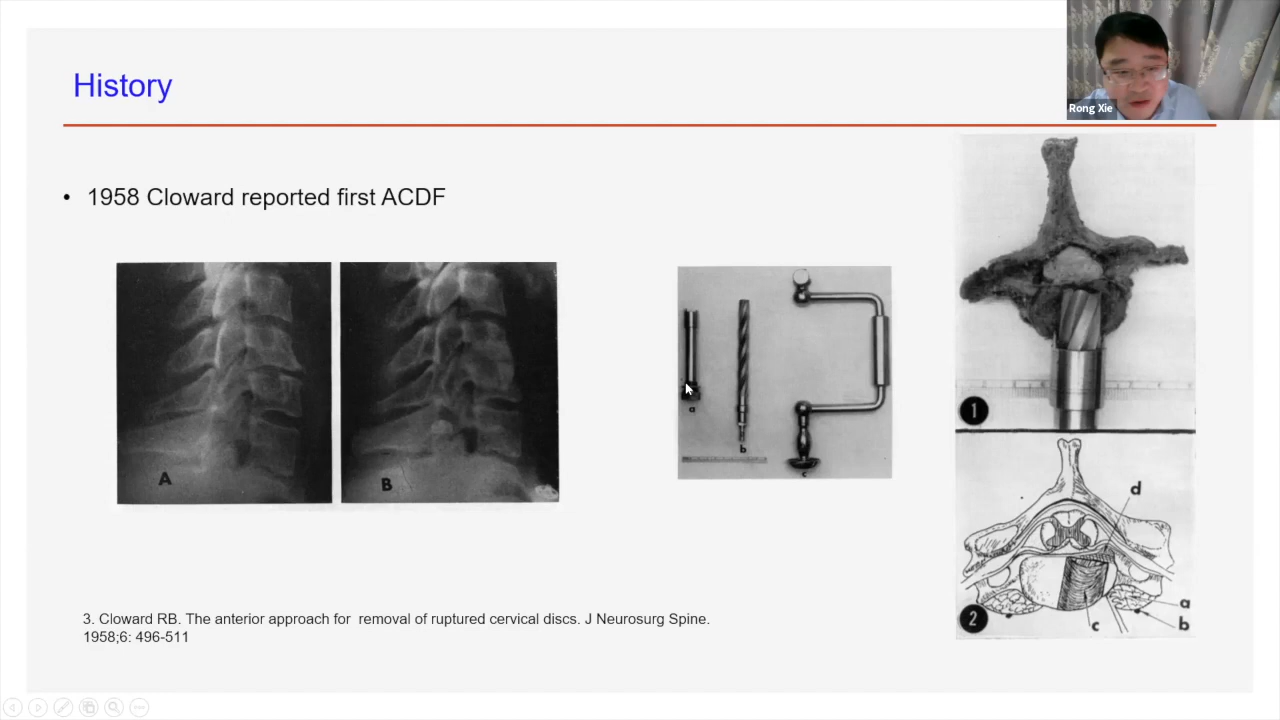 History
Rong Xie
• 1958 Cloward reported first ACDF
A
B
a
b
c
1
d
2
a
b
c
3. Cloward RB. The anterior approach for removal of ruptured cervical discs. J Neurosurg Spine.
1958;6: 496-511